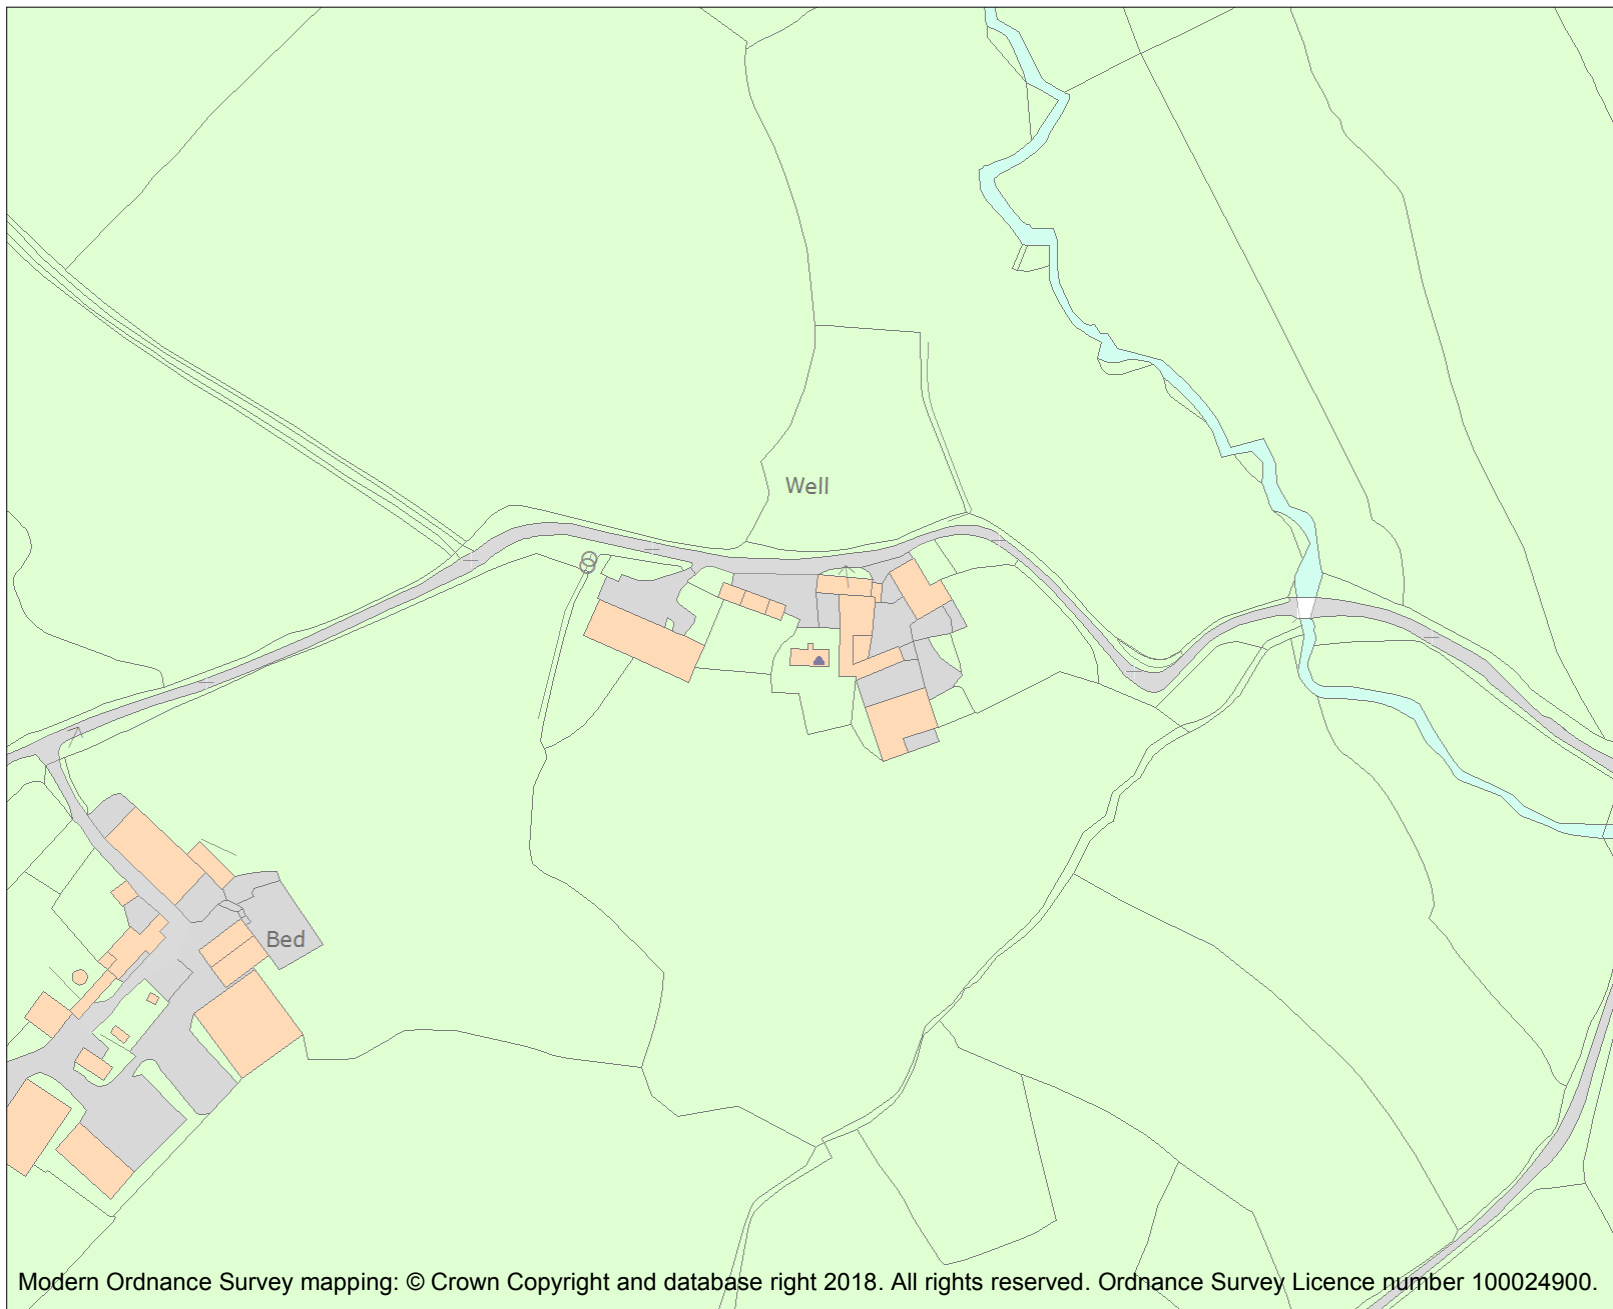 Well
Bed
Modern Ordnance Survey mapping: © Crown Copyright and database right 2018. All rights reserved. Ordnance Survey Licence number 100024900.